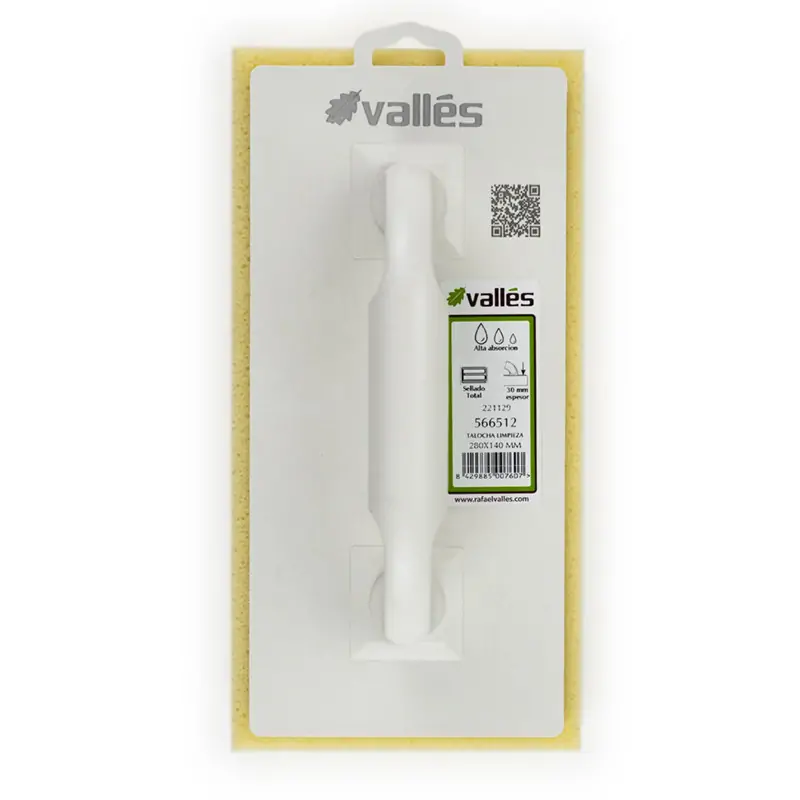 vallés
vallés
Alta absorcion
Sellado
Total
30 mm
espesor
221129
566512
TALOCHA LIMPIEZA
280X140 MM
8 429885 007607 >
www.rafaelvalles.com